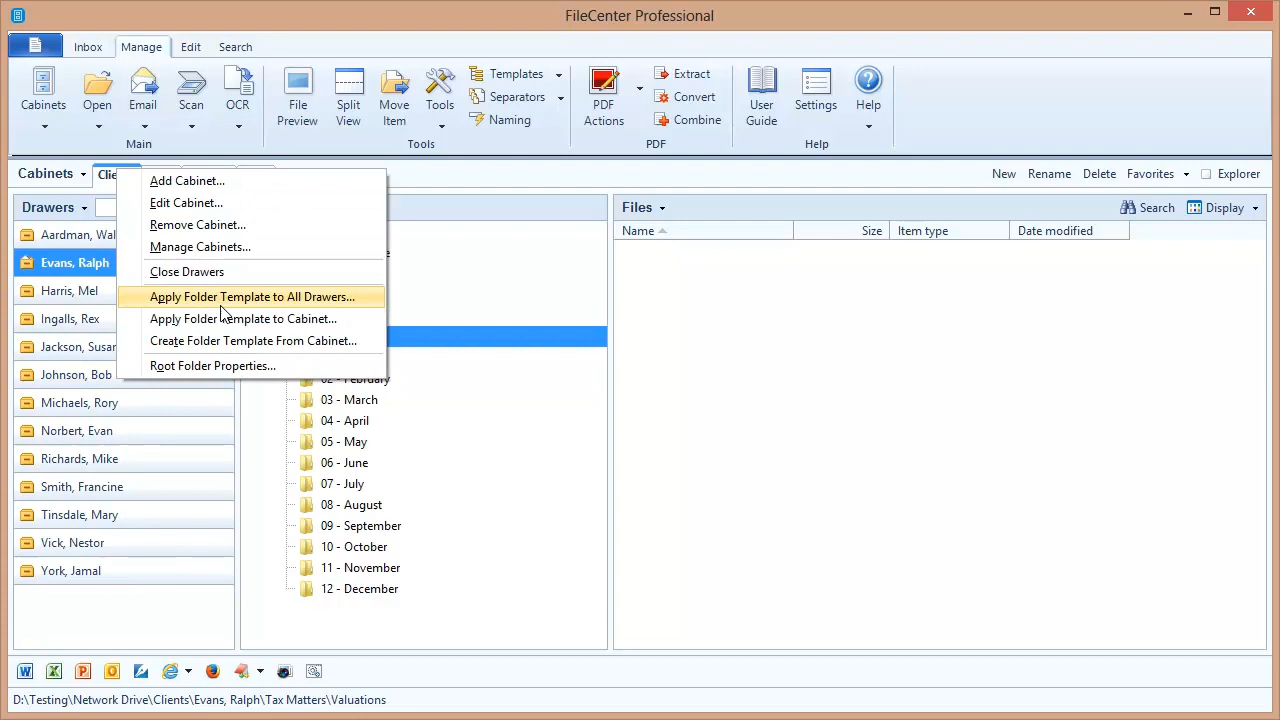 FileCenter Professional
Inbox
Manage
Edit
Search
Cabinets
Open
Email
Scan
OCR
Main
File Preview
Split View
Move Item
Tools
Templates
Separators
Naming
Tools
PDF Actions
Extract
Convert
Combine
PDF
User Guide
Settings
Help
Help
Cabinets
Clie
New
Rename
Delete
Favorites
Explorer
Drawers
Aardman, Wal
Evans, Ralph
Harris, Mel
Ingalls, Rex
Jackson, Susan
Johnson, Bob
Michaels, Rory
Norbert, Evan
Richards, Mike
Smith, Francine
Tinsdale, Mary
Vick, Nestor
York, Jamal
Add Cabinet...
Edit Cabinet...
Remove Cabinet...
Manage Cabinets...
Close Drawers
Apply Folder Template to All Drawers...
Apply Folder Template to Cabinet...
Create Folder Template From Cabinet...
Root Folder Properties...
02 - February
03 - March
04 - April
05 - May
06 - June
07 - July
08 - August
09 - September
10 - October
11 - November
12 - December
Files
Search
Display
Name
Size
Item type
Date modified
D:\Testing\Network Drive\Clients\Evans, Ralph\Tax Matters\Valuations